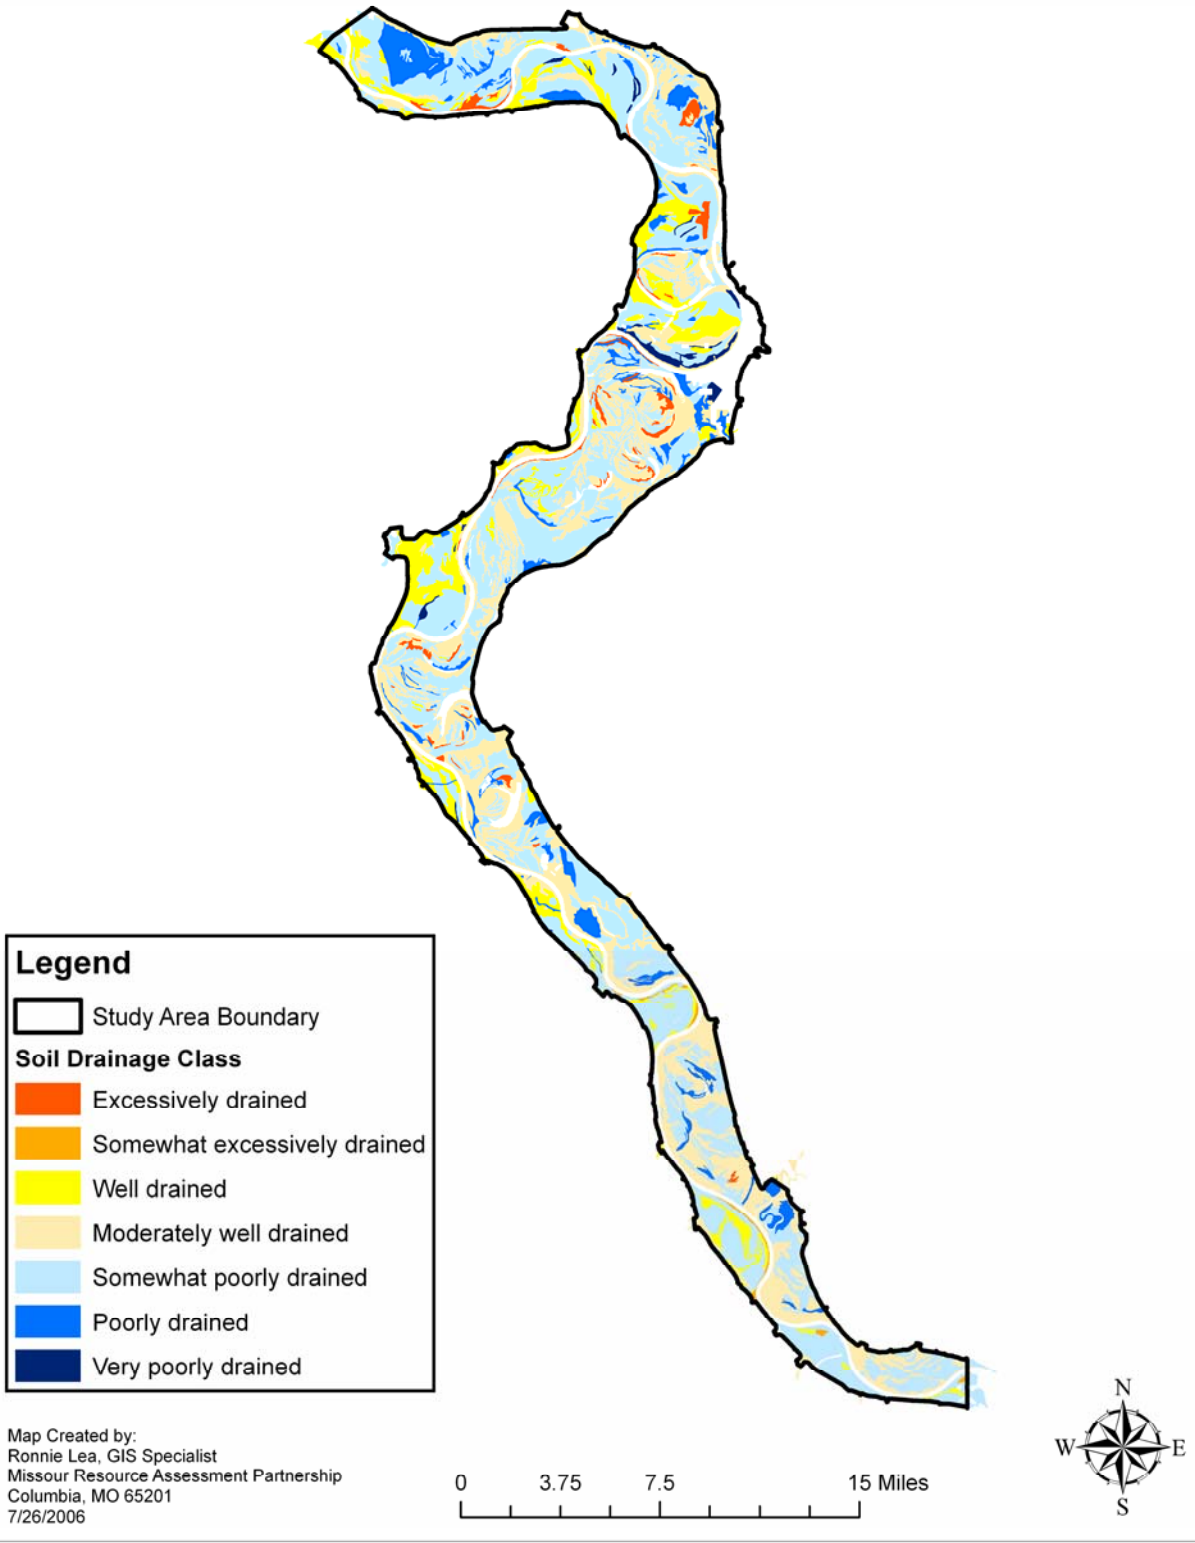 Legend
Study Area Boundary
Soil Drainage Class
Excessively drained
Somewhat excessively drained
Well drained
Moderately well drained
Somewhat poorly drained
Poorly drained
Very poorly drained
Map Created by:
Ronnie Lea, GIS Specialist
Missour Resource Assessment Partnership
Columbia, MO 65201
7/26/2006
0 3.75 7.5 15 Miles
N
W E
S